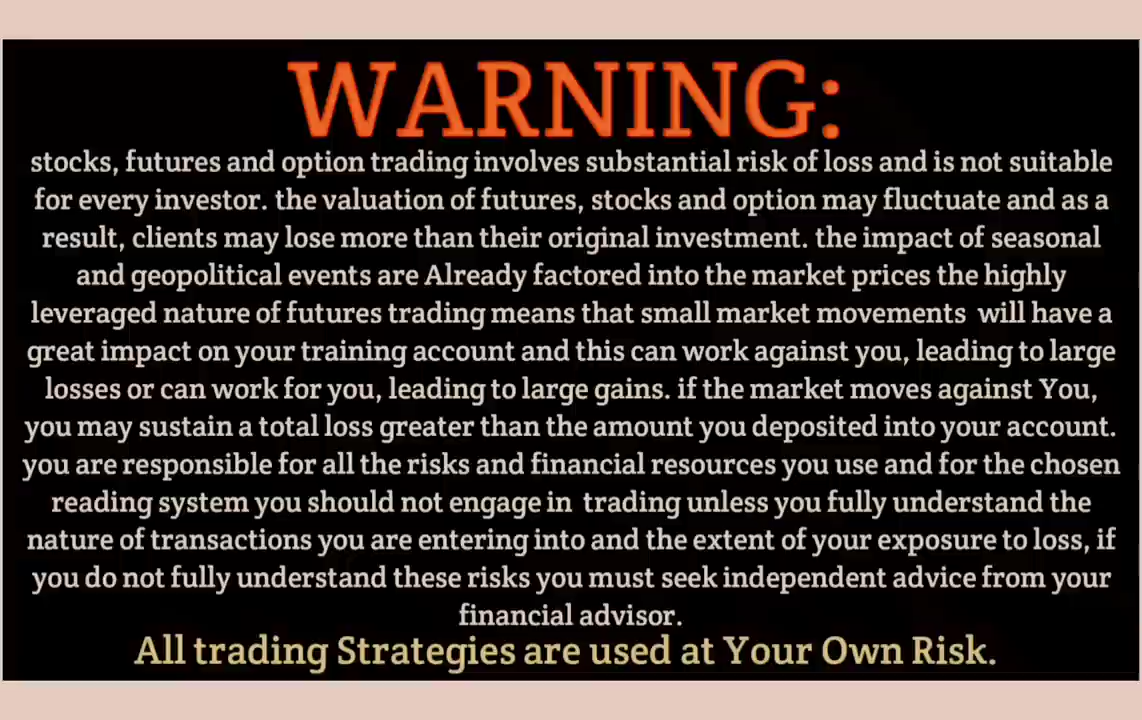 WARNING:
stocks, futures and option trading involves substantial risk of loss and is not suitable
for every investor. the valuation of futures, stocks and option may fluctuate and as a
result, clients may lose more than their original investment. the impact of seasonal
and geopolitical events are Already factored into the market prices the highly
leveraged nature of futures trading means that small market movements will have a
great impact on your training account and this can work against you, leading to large
losses or can work for you, leading to large gains. if the market moves against You,
you may sustain a total loss greater than the amount you deposited into your account.
you are responsible for all the risks and financial resources you use and for the chosen
reading system you should not engage in trading unless you fully understand the
nature of transactions you are entering into and the extent of your exposure to loss, if
you do not fully understand these risks you must seek independent advice from your
financial advisor.
All trading Strategies are used at Your Own Risk.